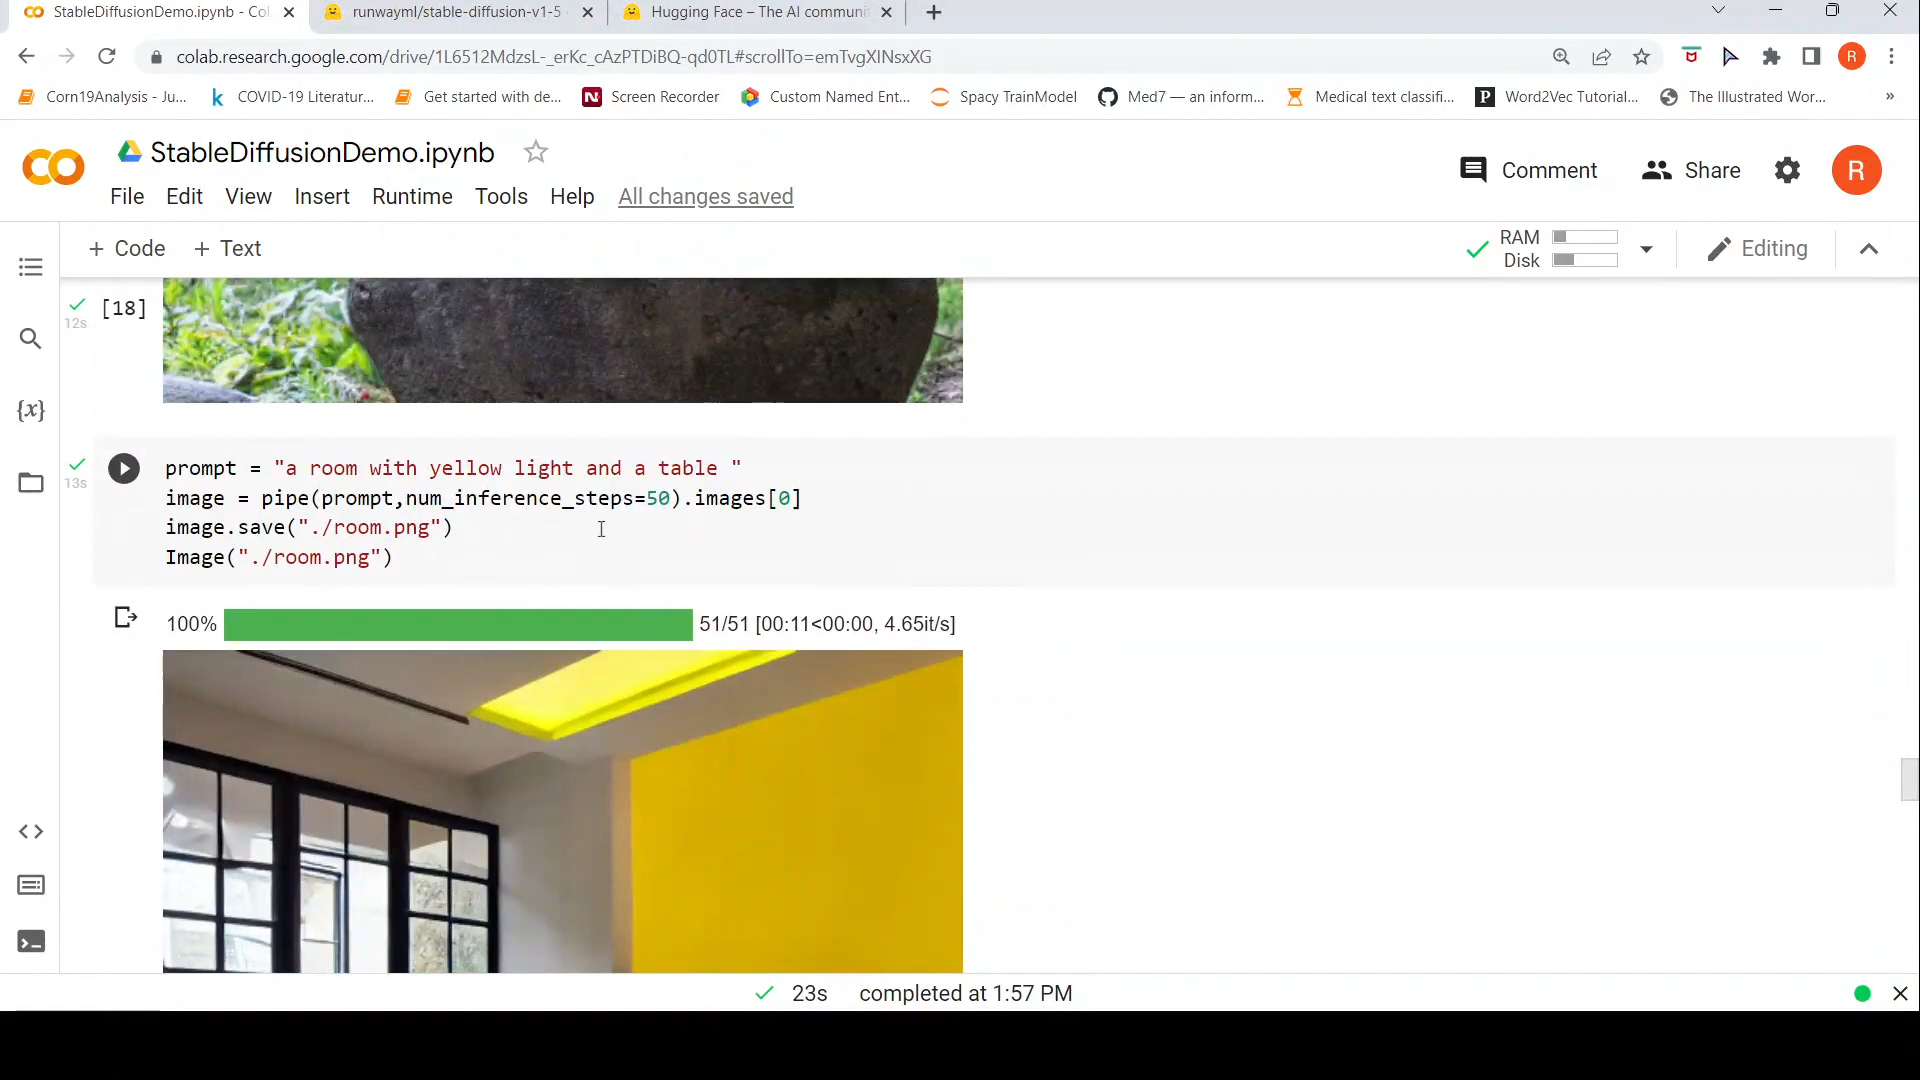 StableDiffusionDemo.ipynb - Col
runwayml/stable-diffusion-v1-5
Hugging Face – The AI communi
colab.research.google.com/drive/1L6512MdzsL-_erKc_cAzPTDiBQ-qd0TL#scrollTo=emTvgXINsxXG
R
Corn19Analysis - Ju...
COVID-19 Literatur...
Get started with de...
Screen Recorder
Custom Named Ent...
Spacy TrainModel
Med7 — an inform...
Medical text classifi...
Word2Vec Tutorial...
The Illustrated Wor...
»
StableDiffusionDemo.ipynb
Comment
Share
R
File Edit View Insert Runtime Tools Help All changes saved
+ Code + Text
RAM
Disk
Editing
[18]
12s
{x}
13s
prompt = "a room with yellow light and a table "
image = pipe(prompt,num_inference_steps=50).images[0]
image.save("./room.png")
Image("./room.png")
100% 51/51 [00:11<00:00, 4.65it/s]
23s completed at 1:57 PM